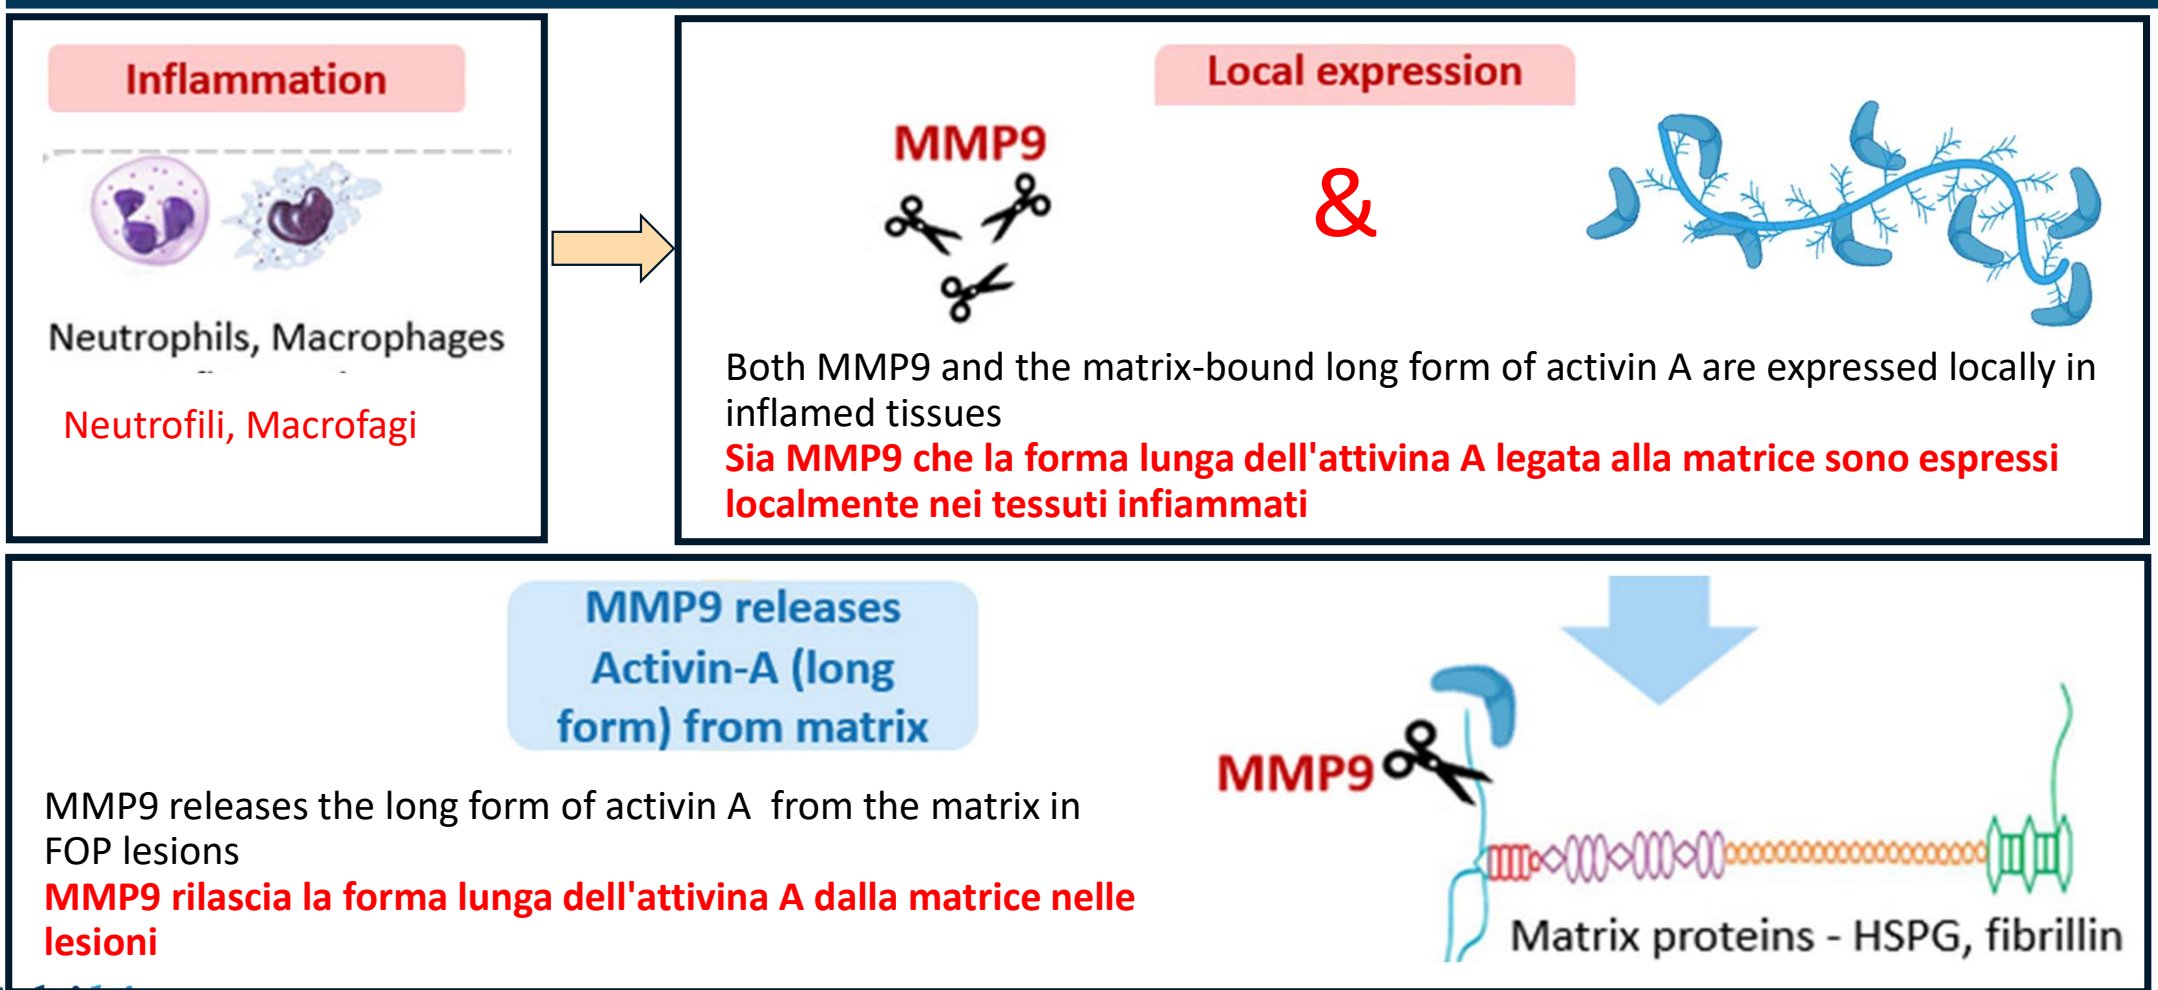 Inflammation
Neutrophils, Macrophages
Neutrofili, Macrofagi
Local expression
MMP9
&
Both MMP9 and the matrix-bound long form of activin A are expressed locally in
inflamed tissues
Sia MMP9 che la forma lunga dell'attivina A legata alla matrice sono espressi
localmente nei tessuti infiammati
MMP9 releases
Activin-A (long
form) from matrix
MMP9 releases the long form of activin A from the matrix in
FOP lesions
MMP9 rilascia la forma lunga dell'attivina A dalla matrice nelle
lesioni
MMP9
Matrix proteins - HSPG, fibrillin